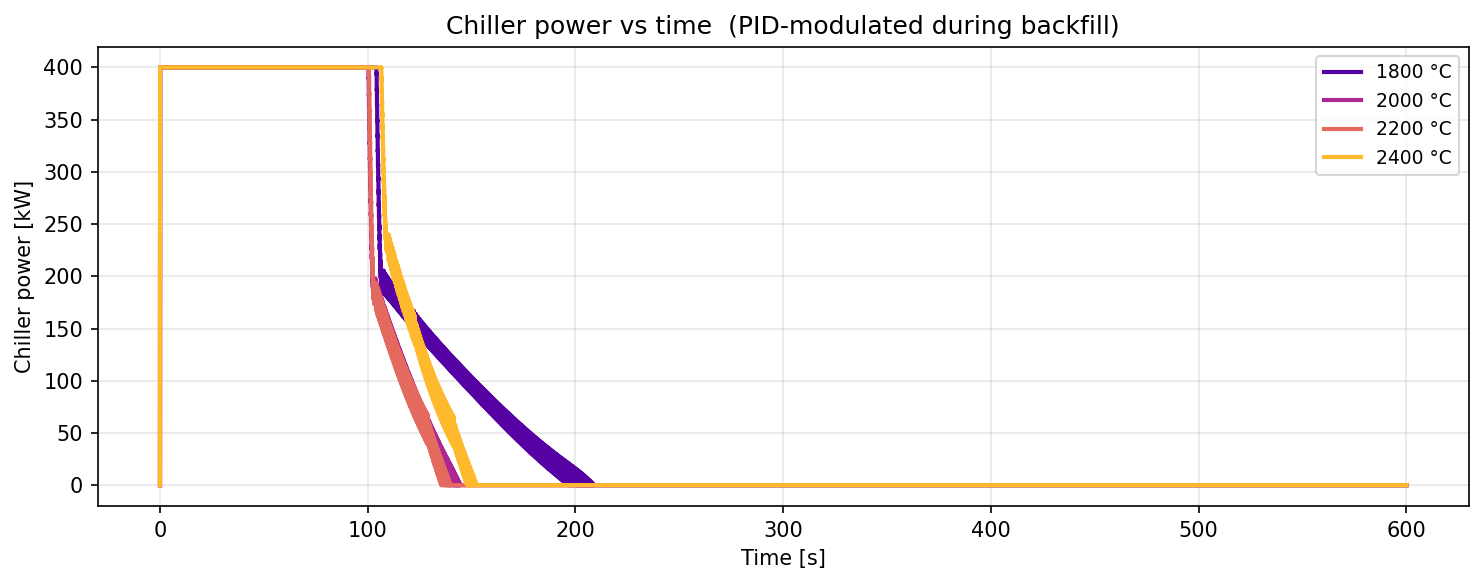 Chiller power vs time  (PID-modulated during backfill)
Chiller power [kW]
400
350
300
250
200
150
100
50
0
1800 °C
2000 °C
2200 °C
2400 °C
0 100 200 300 400 500 600
Time [s]